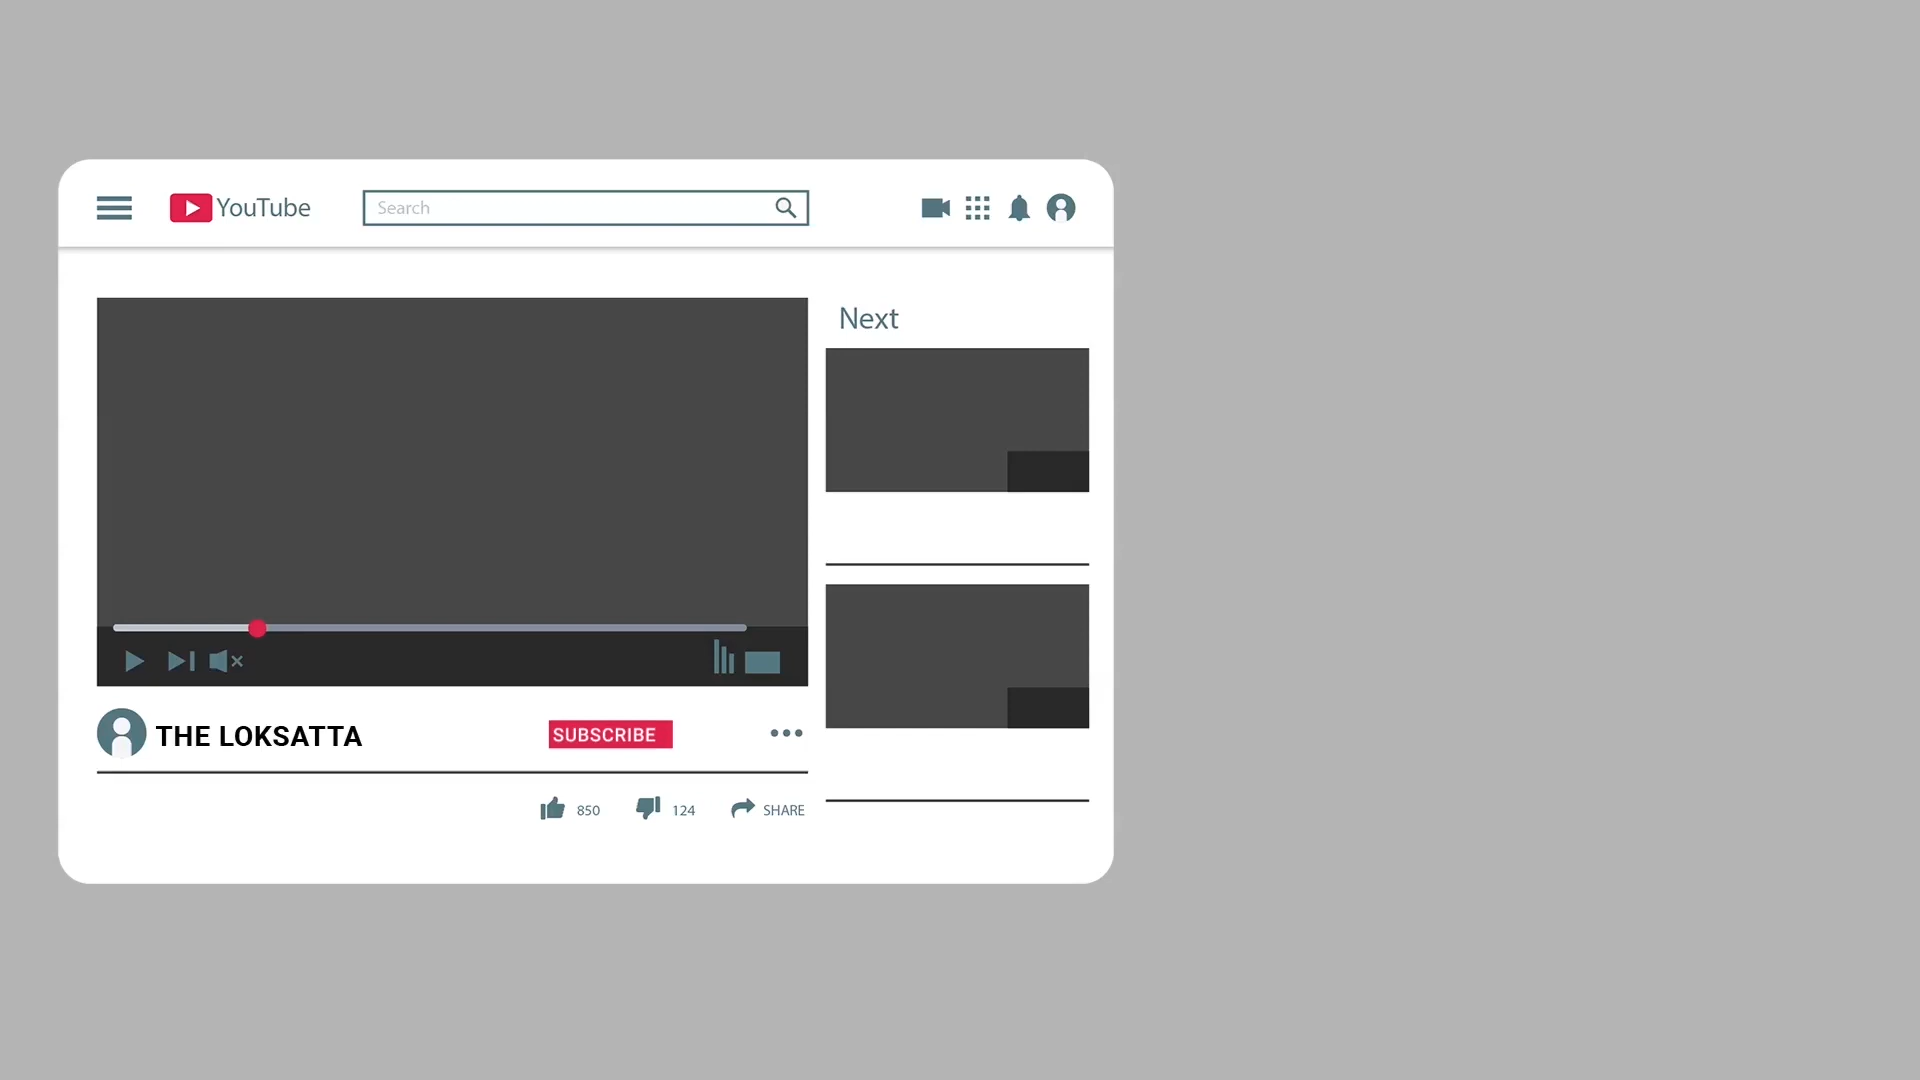 YouTube
Search
Next
THE LOKSATTA
SUBSCRIBE
850
124
SHARE